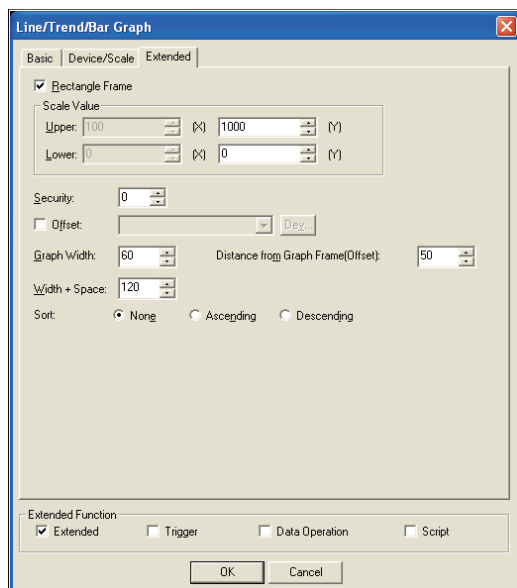 Line/Trend/Bar Graph
Basic Device/Scale Extended
Rectangle Frame
Scale Value
Upper: 100 (X) 1000 (Y)
Lower: 0 (X) 0 (Y)
Security: 0
Offset: Dev...
Graph Width: 60 Distance from Graph Frame(Offset): 50
Width + Space: 120
Sort: None Ascending Descending
Extended Function
Extended Trigger Data Operation Script
OK Cancel